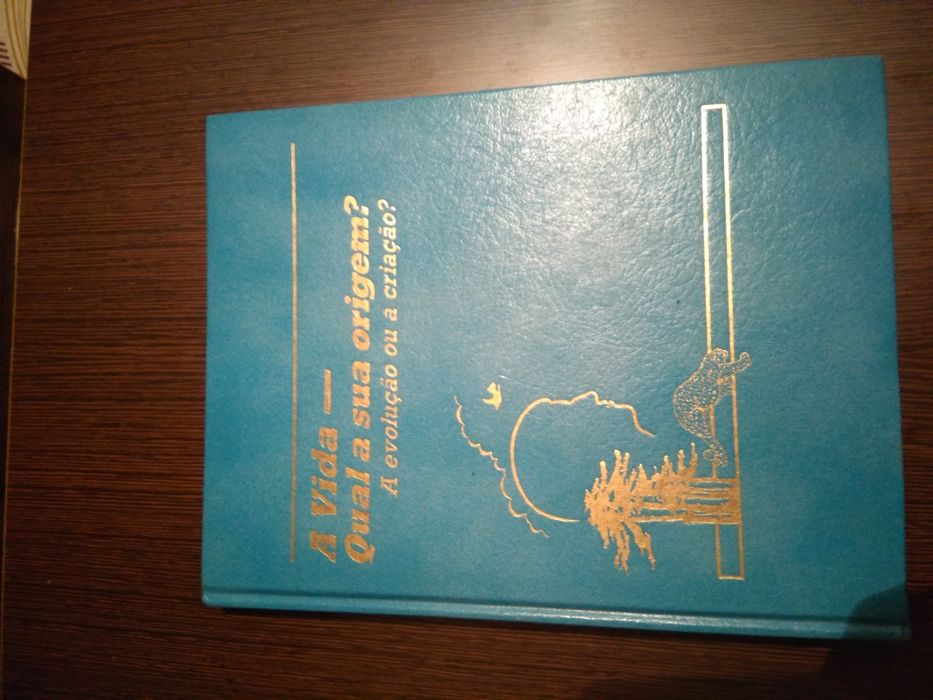 A Vida —
Qual a sua origem?
A evolução ou a criação?